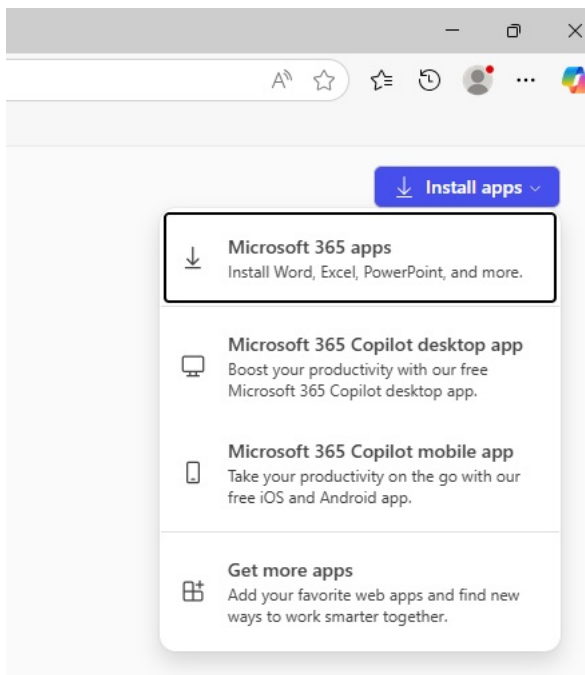 Install apps
Microsoft 365 apps
Install Word, Excel, PowerPoint, and more.
Microsoft 365 Copilot desktop app
Boost your productivity with our free
Microsoft 365 Copilot desktop app.
Microsoft 365 Copilot mobile app
Take your productivity on the go with our
free iOS and Android app.
Get more apps
Add your favorite web apps and find new
ways to work smarter together.